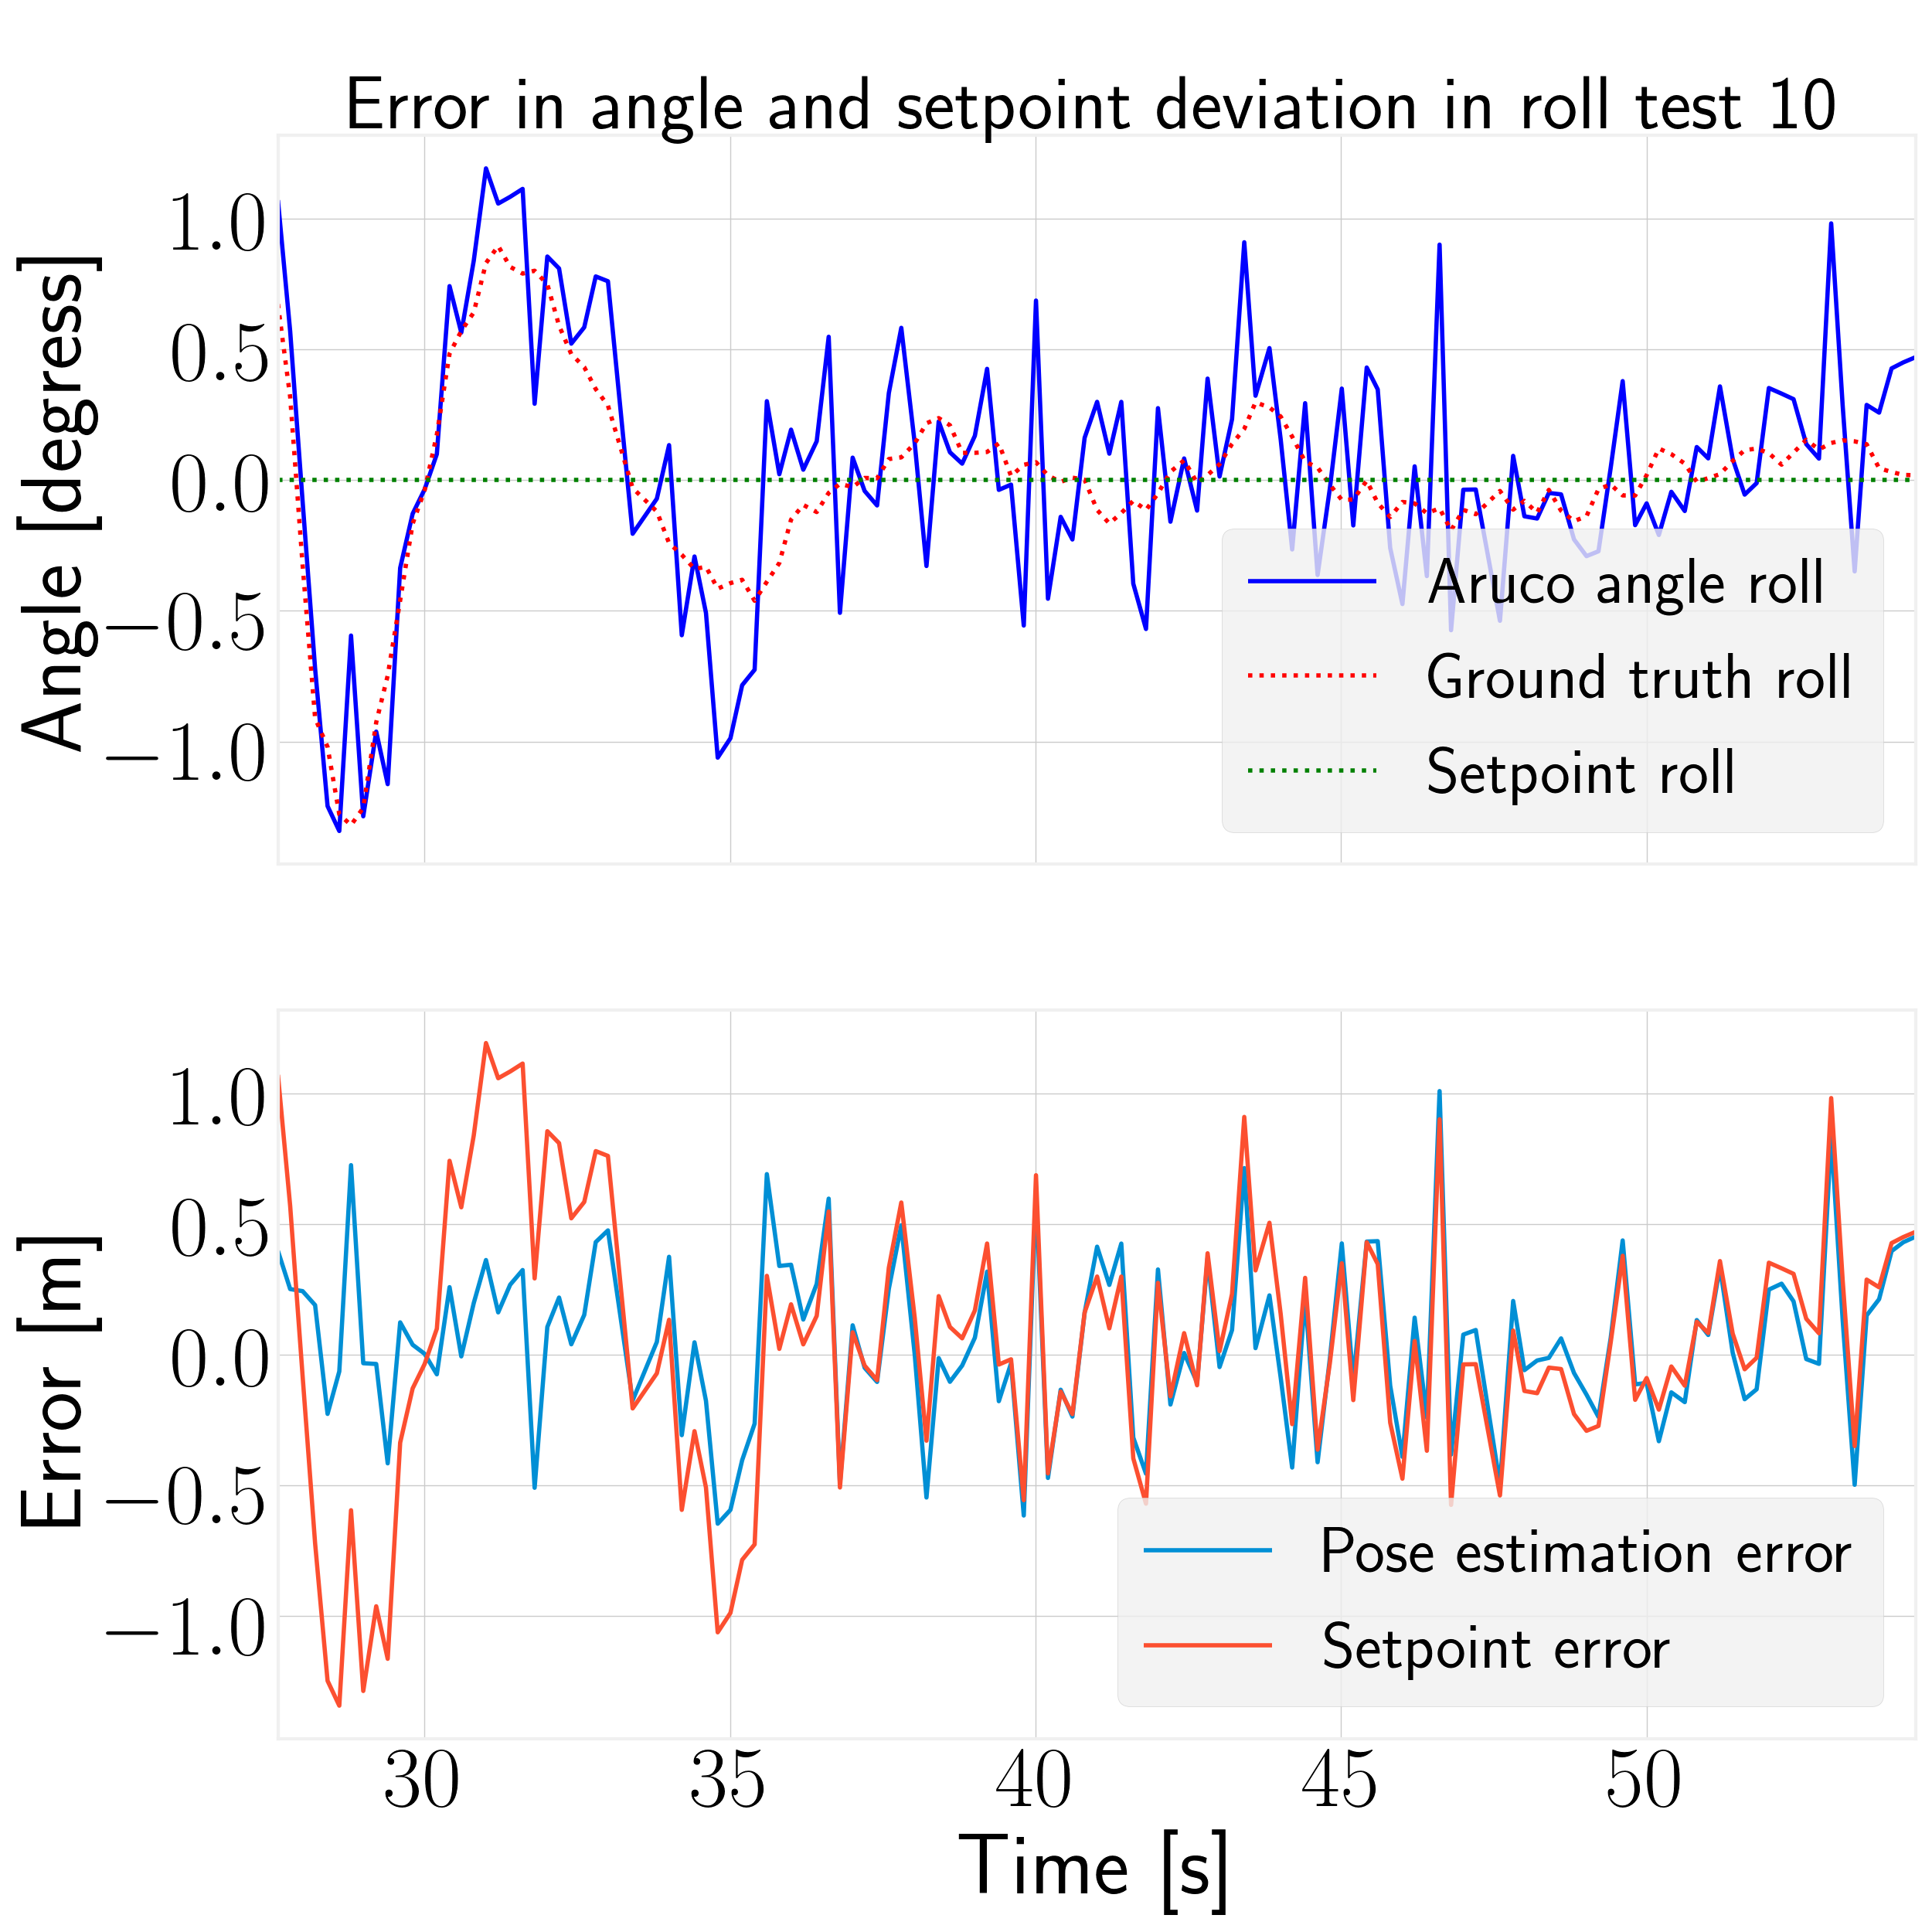 Error in angle and setpoint deviation in roll test 10
Angle [degress]
1.0
0.5
0.0
−0.5
−1.0
Aruco angle roll
Ground truth roll
Setpoint roll
Error [m]
1.0
0.5
0.0
−0.5
−1.0
Pose estimation error
Setpoint error
30 35 40 45 50
Time [s]